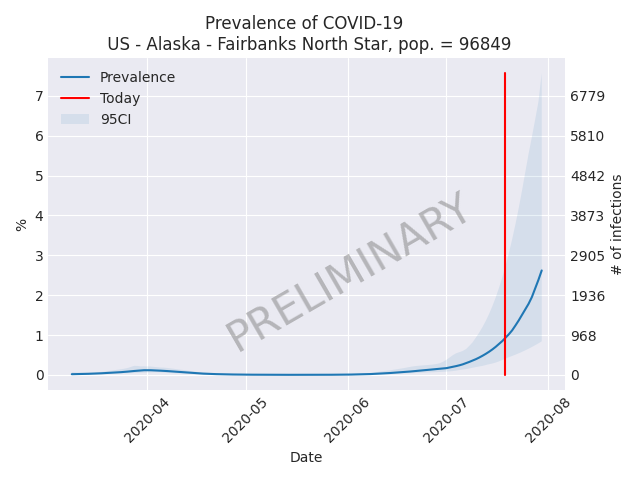 Prevalence of COVID-19
US - Alaska - Fairbanks North Star, pop. = 96849
Prevalence
Today
95CI
7
6
5
4
3
2
1
0
%
6779
5810
4842
3873
2905
1936
968
0
# of infections
PRELIMINARY
2020-04
2020-05
2020-06
2020-07
2020-08
Date